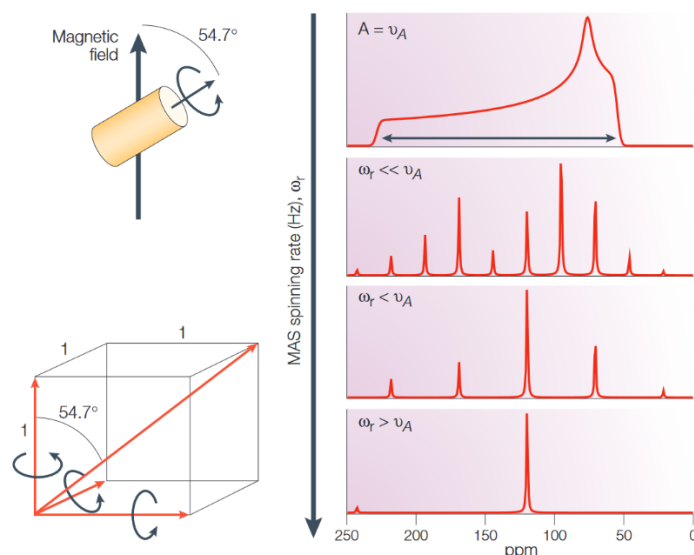 Magnetic
field
54.7°
1
1
54.7°
1
MAS spinning rate (Hz), ωr
A = υA
ωr << υA
ωr < υA
ωr > υA
250
200
150
100
50
0
ppm